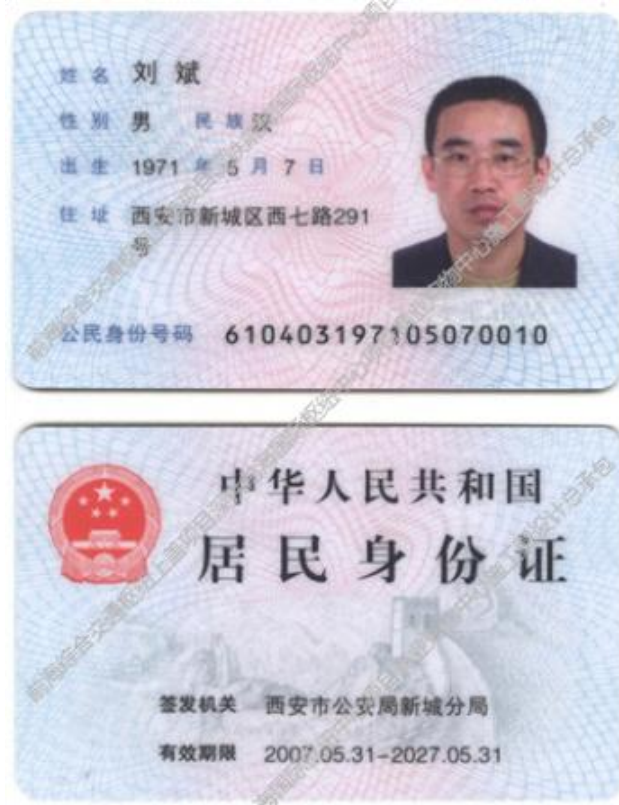 姓名 刘斌
性别 男 民族 汉
出生 1971 年 5 月 7 日
住址 西安市新城区西七路291
号
公民身份号码 610403197105070010
中华人民共和国
居民身份证
签发机关 西安市公安局新城分局
有效期限 2007.05.31-2027.05.31